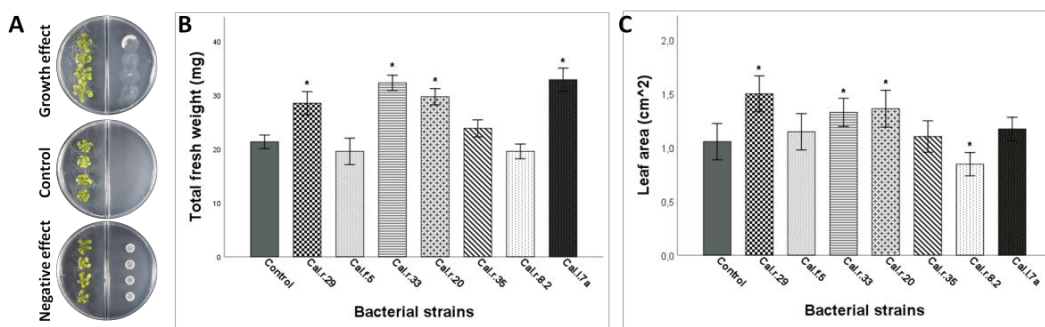 A
Growth effect
Control
Negative effect
B
Total fresh weight (mg)
40
30
20
10
0
*
*
*
*
Control
Cal.r.29
Cal.f.5
Cal.r.33
Cal.r.20
Cal.r.35
Cal.r.8.2
Cal.l.7a
Bacterial strains
C
Leaf area (cm^2)
2,0
1,5
1,0
0,5
0,0
*
*
*
*
Control
Cal.r.29
Cal.f.5
Cal.r.33
Cal.r.20
Cal.r.35
Cal.r.8.2
Cal.l.7a
Bacterial strains